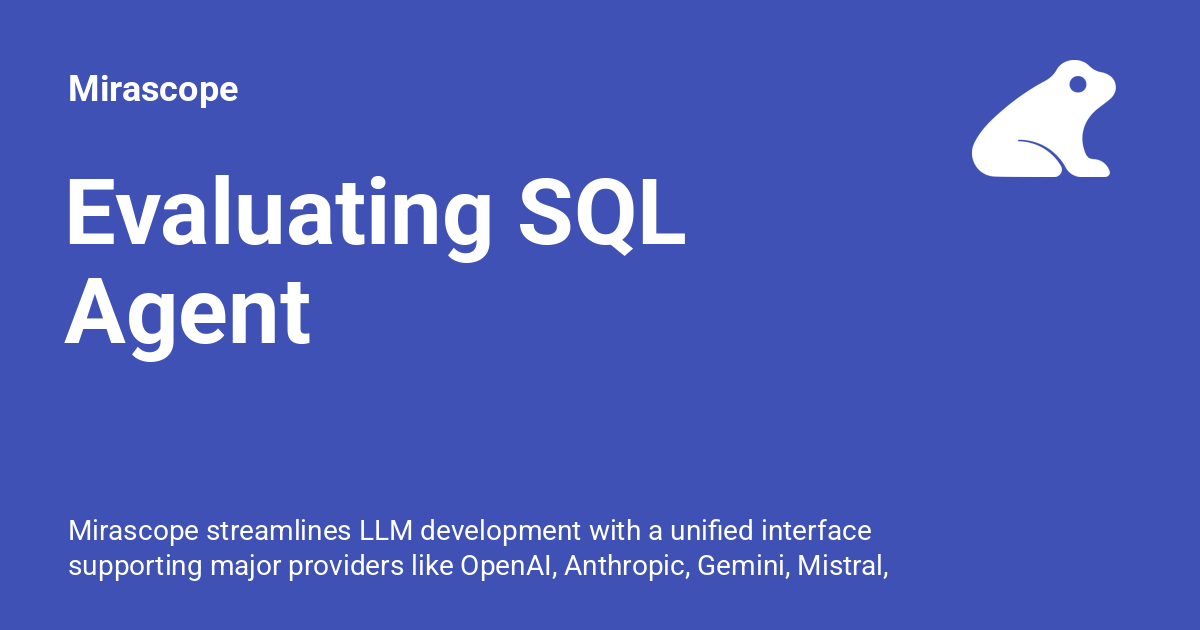 Mirascope
Evaluating SQL
Agent
Mirascope streamlines LLM development with a unified interface
supporting major providers like OpenAI, Anthropic, Gemini, Mistral,